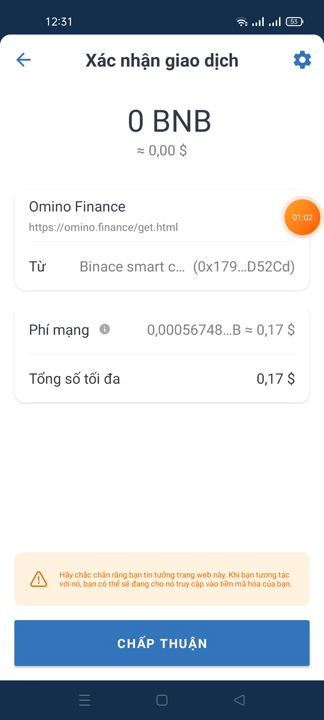 12:31
53
Xác nhận giao dịch
0 BNB
≈ 0,00 $
Omino Finance
https://omino.finance/get.html
01:02
Từ Binace smart c... (0x179...D52Cd)
Phí mạng 0,00056748...B ≈ 0,17 $
Tổng số tối đa 0,17 $
Hãy chắc chắn rằng bạn tin tưởng trang web này. Khi bạn tương tác
với nó, bạn có thể sẽ đang cho nó truy cập vào tiền mã hóa của bạn.
CHẤP THUẬN